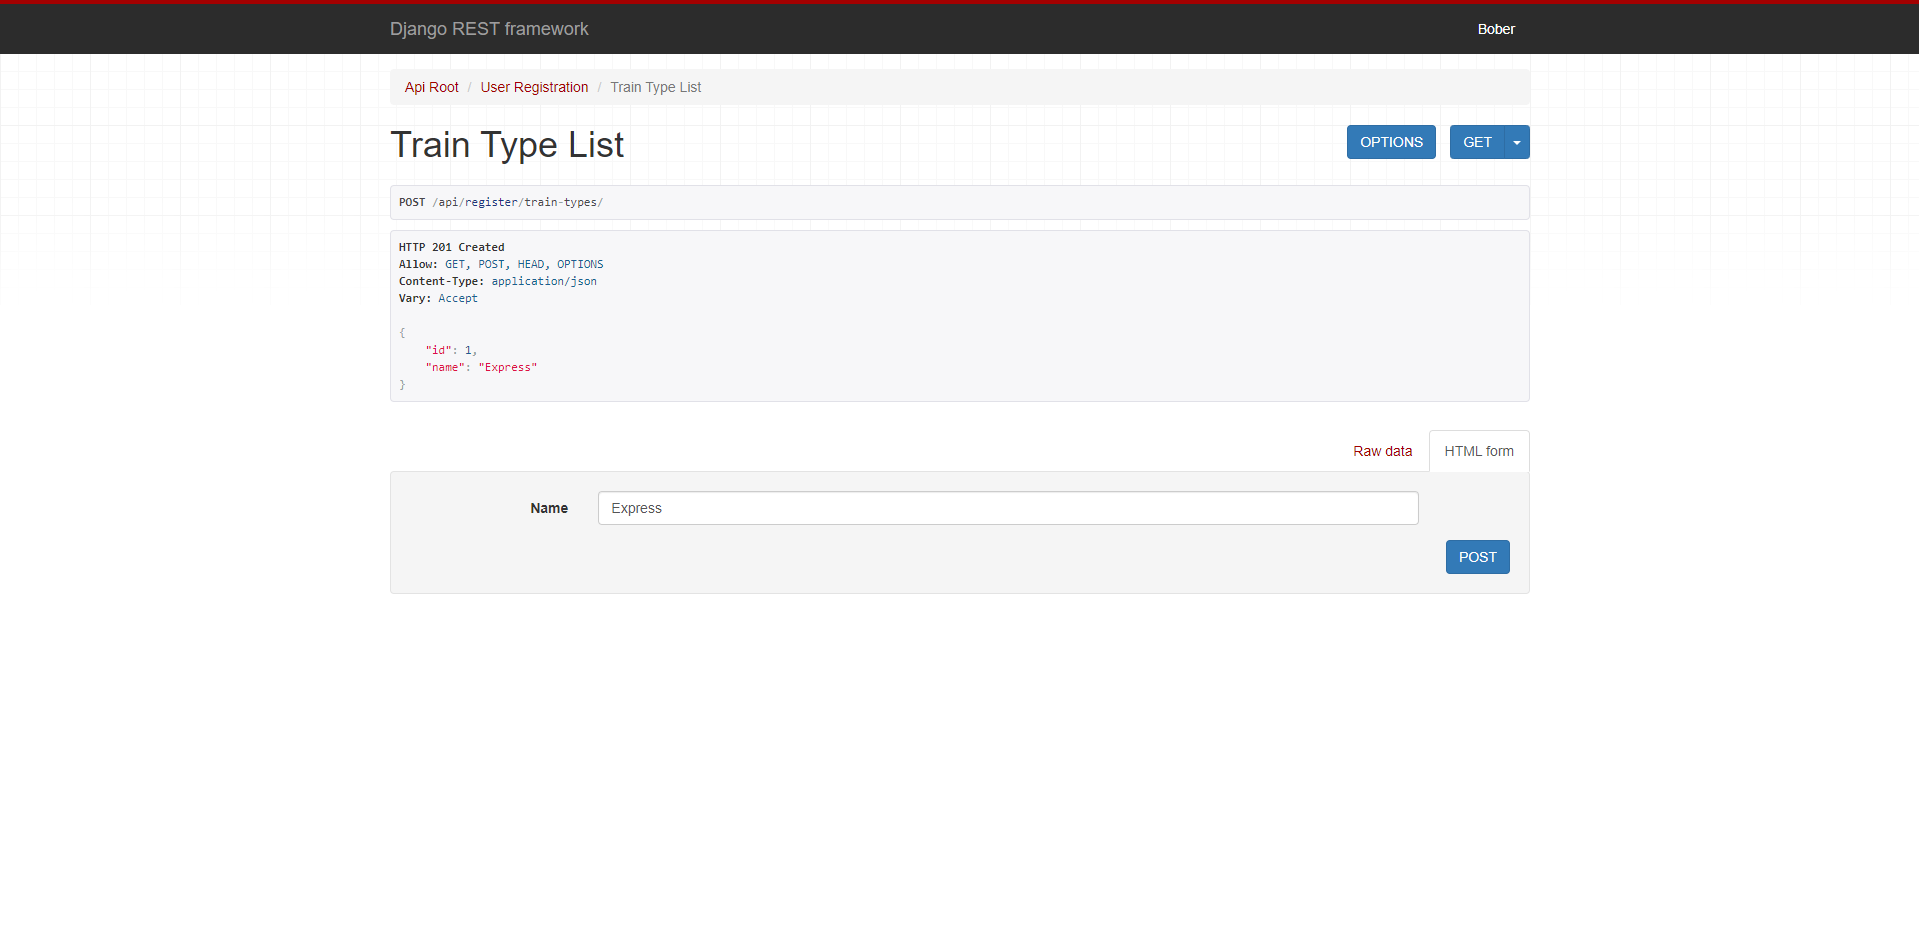 Django REST framework
Bober
Api Root / User Registration / Train Type List
Train Type List
OPTIONS
GET
POST /api/register/train-types/
HTTP 201 Created
Allow: GET, POST, HEAD, OPTIONS
Content-Type: application/json
Vary: Accept
{
    "id": 1,
    "name": "Express"
}
Raw data
HTML form
Name
Express
POST